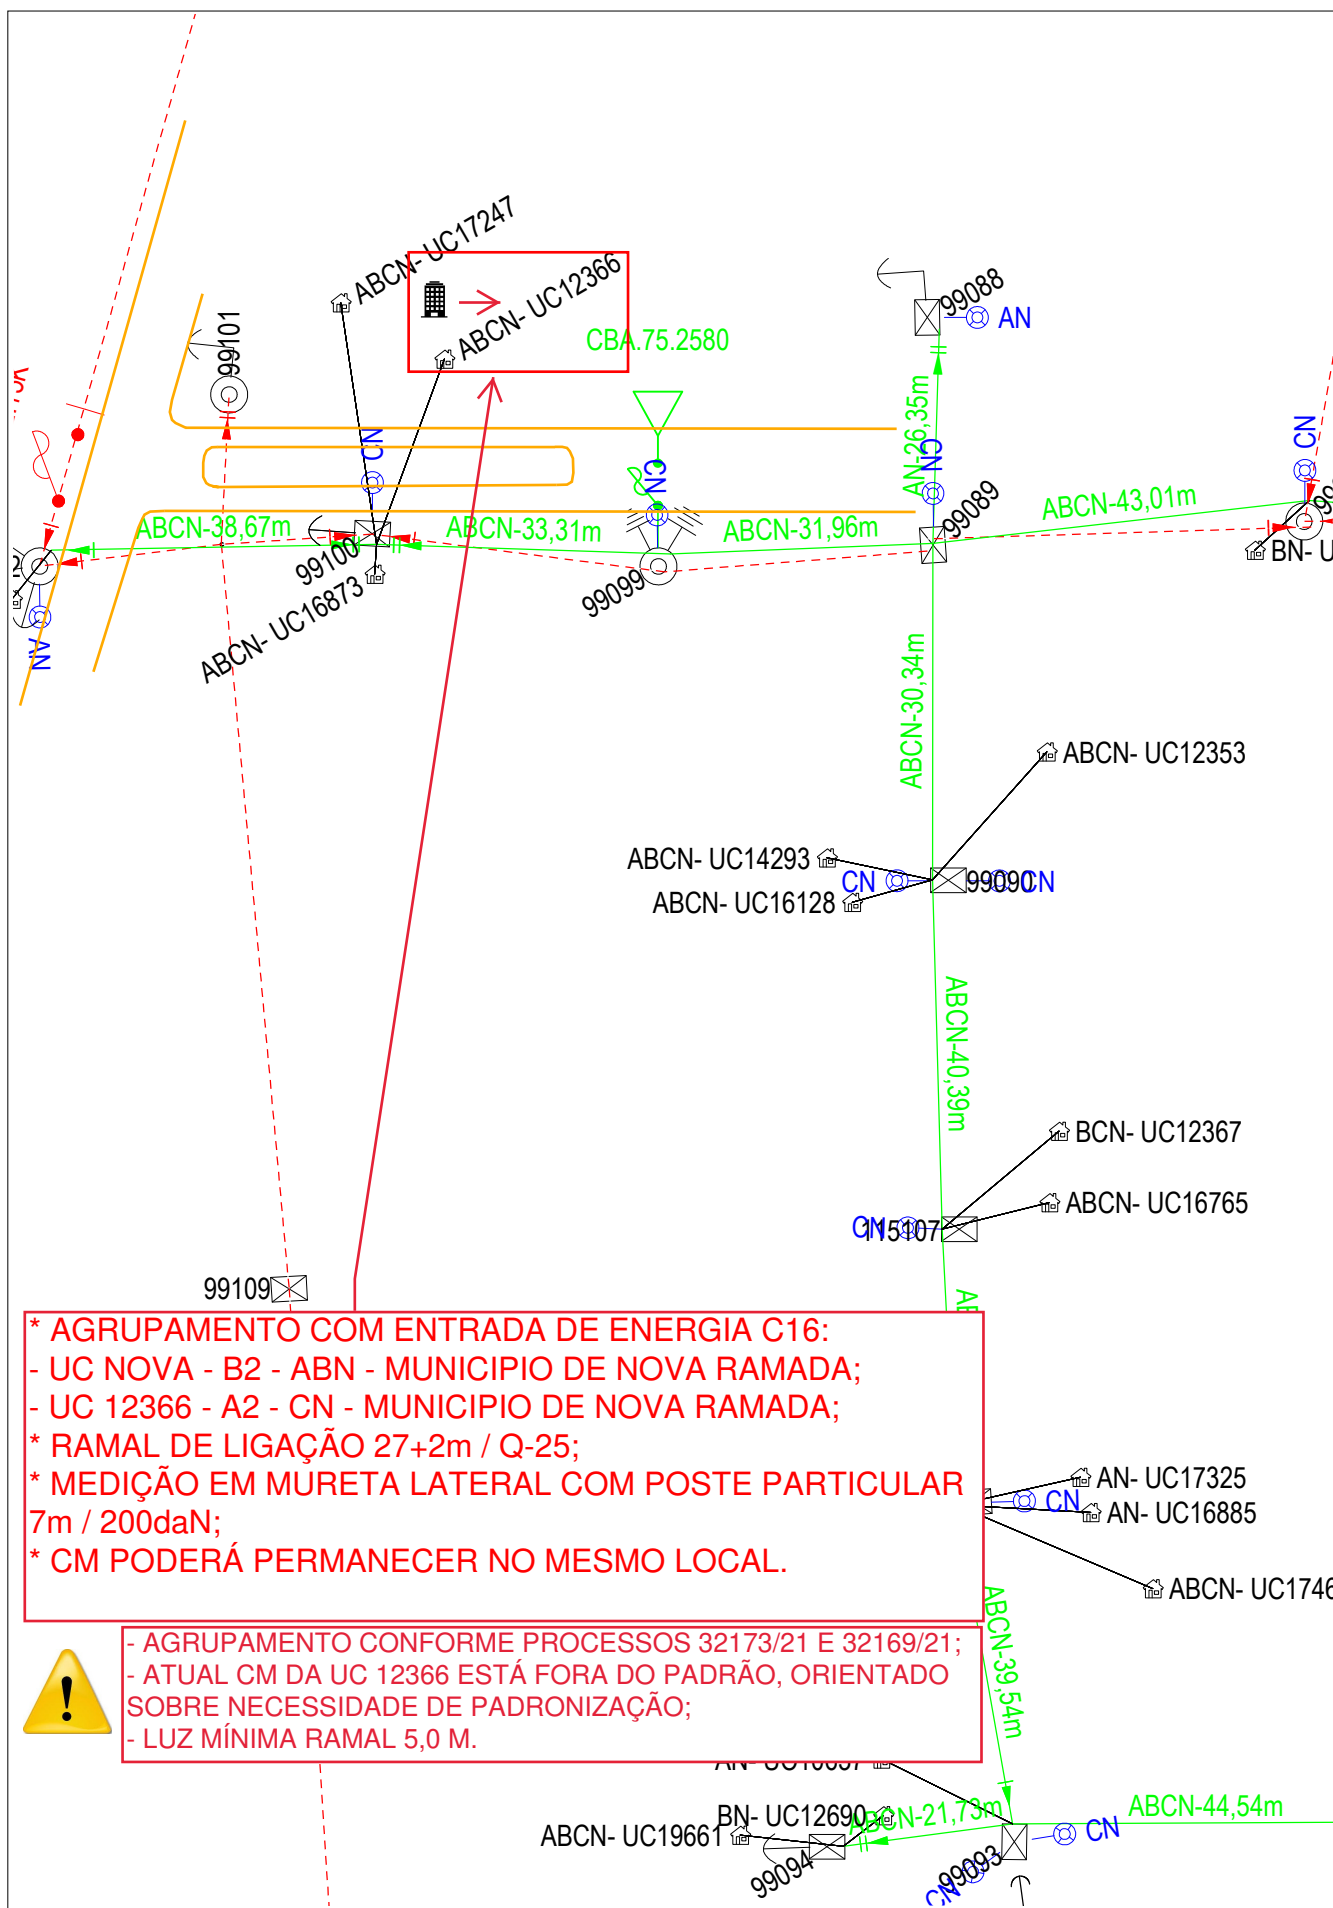 ABCN- UC17247
ABCN- UC12366
CBA.75.2580
99088
AN
99101
CN
CN
AN-26,35m
CN
CN
ABCN-38,67m
ABCN-33,31m
ABCN-31,96m
99089
ABCN-43,01m
99100
99099
BN- U
ABCN- UC16873
AN
ABCN-30,34m
ABCN- UC12353
ABCN- UC14293
CN
99090
CN
ABCN- UC16128
ABCN-40,39m
BCN- UC12367
ABCN- UC16765
CN
115107
99109
* AGRUPAMENTO COM ENTRADA DE ENERGIA C16:
- UC NOVA - B2 - ABN - MUNICIPIO DE NOVA RAMADA;
- UC 12366 - A2 - CN - MUNICIPIO DE NOVA RAMADA;
* RAMAL DE LIGAÇÃO 27+2m / Q-25;
* MEDIÇÃO EM MURETA LATERAL COM POSTE PARTICULAR
7m / 200daN;
* CM PODERÁ PERMANECER NO MESMO LOCAL.
AN- UC17325
CN
AN- UC16885
ABCN- UC1746
ABCN-39,54m
- AGRUPAMENTO CONFORME PROCESSOS 32173/21 E 32169/21;
- ATUAL CM DA UC 12366 ESTÁ FORA DO PADRÃO, ORIENTADO
SOBRE NECESSIDADE DE PADRONIZAÇÃO;
- LUZ MÍNIMA RAMAL 5,0 M.
BN- UC12690
ABCN-21,73m
ABCN-44,54m
ABCN- UC19661
CN
99094
99093
CN